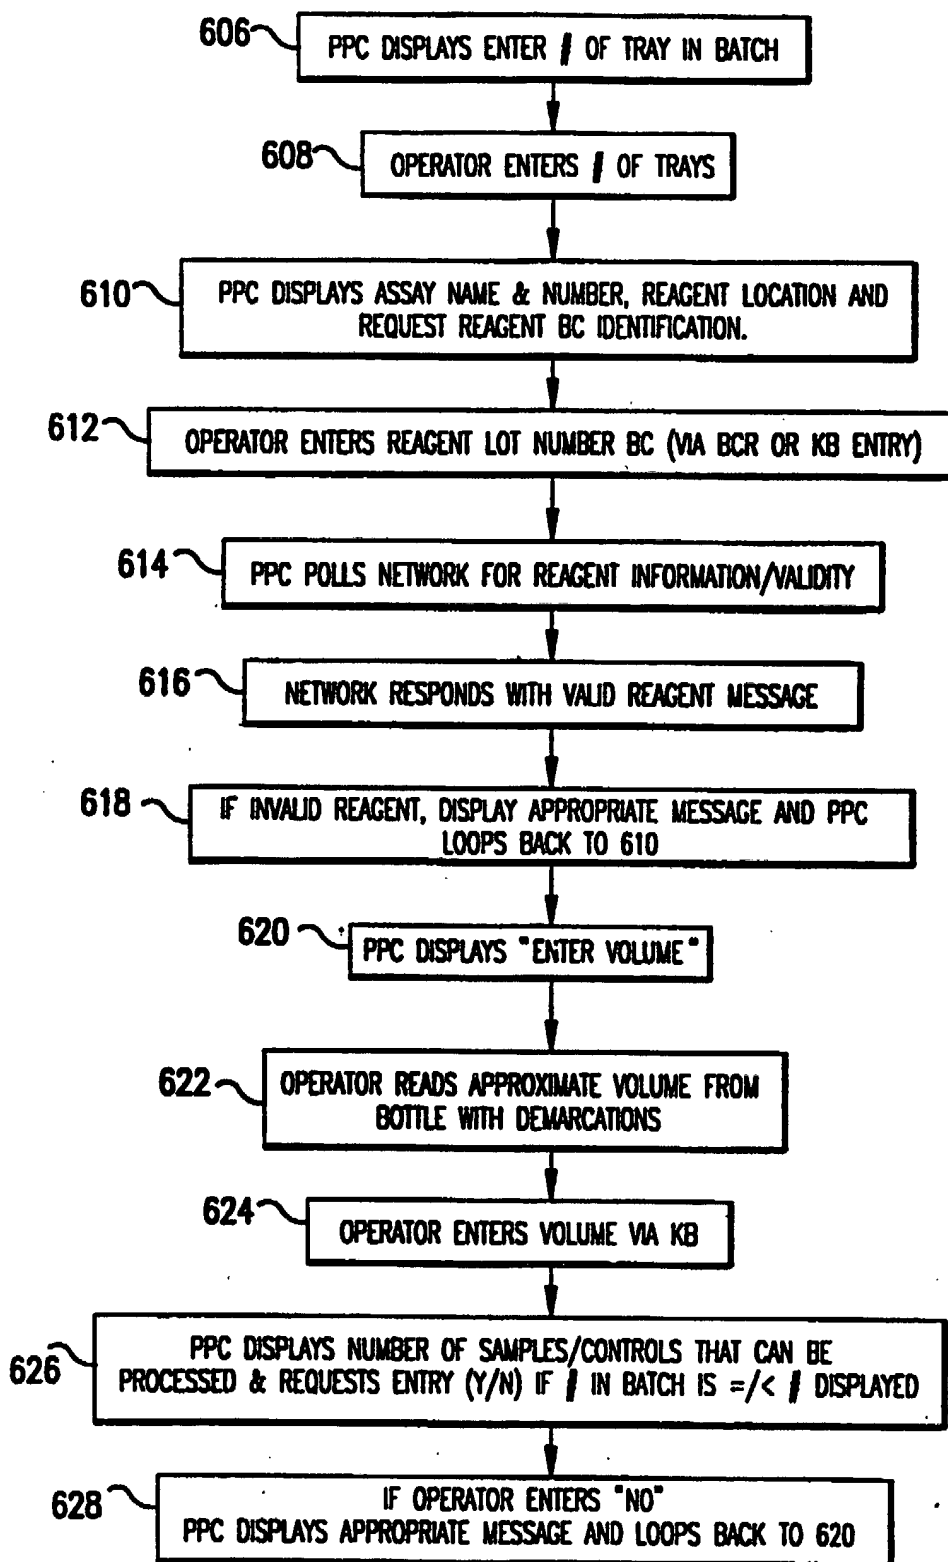 606
PPC DISPLAYS ENTER # OF TRAY IN BATCH
608
OPERATOR ENTERS # OF TRAYS
610
PPC DISPLAYS ASSAY NAME & NUMBER, REAGENT LOCATION AND
REQUEST REAGENT BC IDENTIFICATION.
612
OPERATOR ENTERS REAGENT LOT NUMBER BC (VIA BCR OR KB ENTRY)
614
PPC POLLS NETWORK FOR REAGENT INFORMATION/VALIDITY
616
NETWORK RESPONDS WITH VALID REAGENT MESSAGE
618
IF INVALID REAGENT, DISPLAY APPROPRIATE MESSAGE AND PPC
LOOPS BACK TO 610
620
PPC DISPLAYS "ENTER VOLUME"
622
OPERATOR READS APPROXIMATE VOLUME FROM
BOTTLE WITH DEMARCATIONS
624
OPERATOR ENTERS VOLUME VIA KB
626
PPC DISPLAYS NUMBER OF SAMPLES/CONTROLS THAT CAN BE
PROCESSED & REQUESTS ENTRY (Y/N) IF # IN BATCH IS =/< # DISPLAYED
628
IF OPERATOR ENTERS "NO"
PPC DISPLAYS APPROPRIATE MESSAGE AND LOOPS BACK TO 620